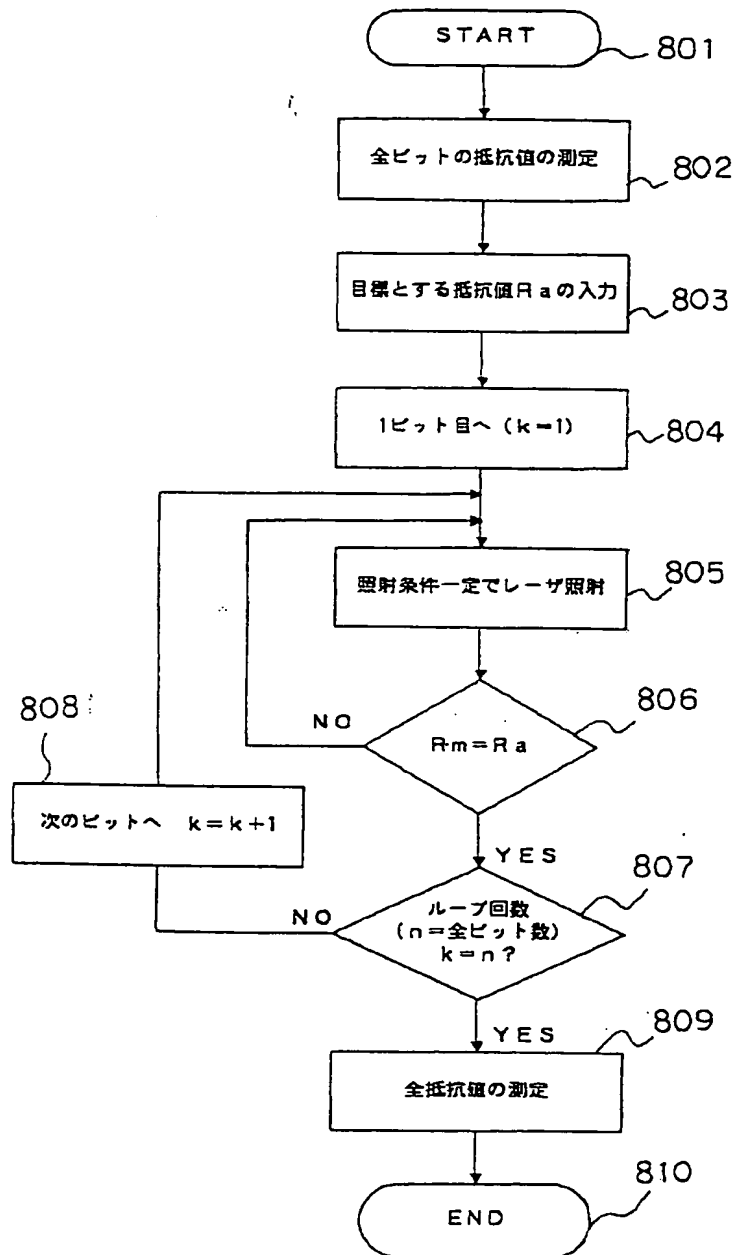 START
801
全ビットの抵抗値の測定
802
目標とする抵抗値Raの入力
803
1ビット目へ (k=1)
804
照射条件一定でレーザ照射
805
Rm=Ra
806
NO
YES
808
次のビットへ k=k+1
ループ回数
(n=全ビット数)
k=n?
807
NO
YES
全抵抗値の測定
809
END
810